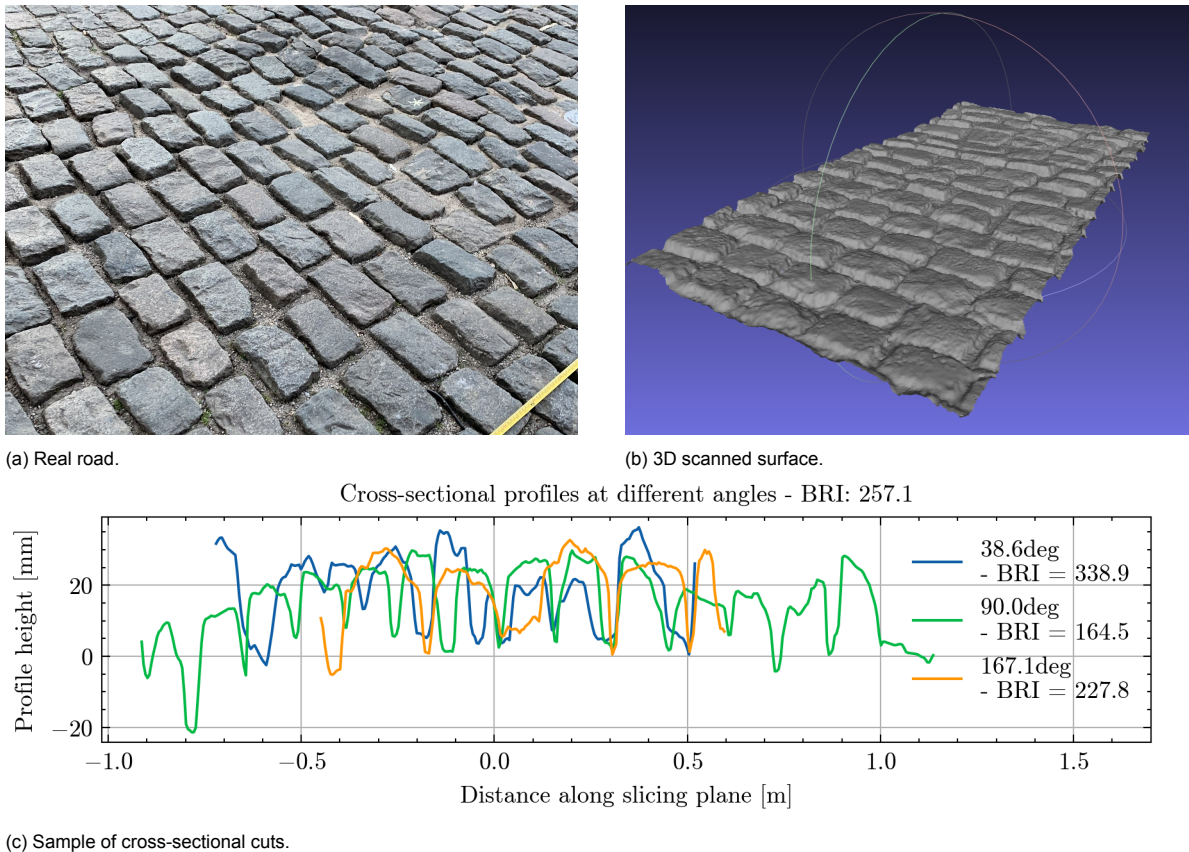 (a) Real road.
(b) 3D scanned surface.
Cross-sectional profiles at different angles - BRI: 257.1
Profile height [mm]
20
0
−20
38.6deg
- BRI = 338.9
90.0deg
- BRI = 164.5
167.1deg
- BRI = 227.8
−1.0
−0.5
0.0
0.5
1.0
1.5
Distance along slicing plane [m]
(c) Sample of cross-sectional cuts.